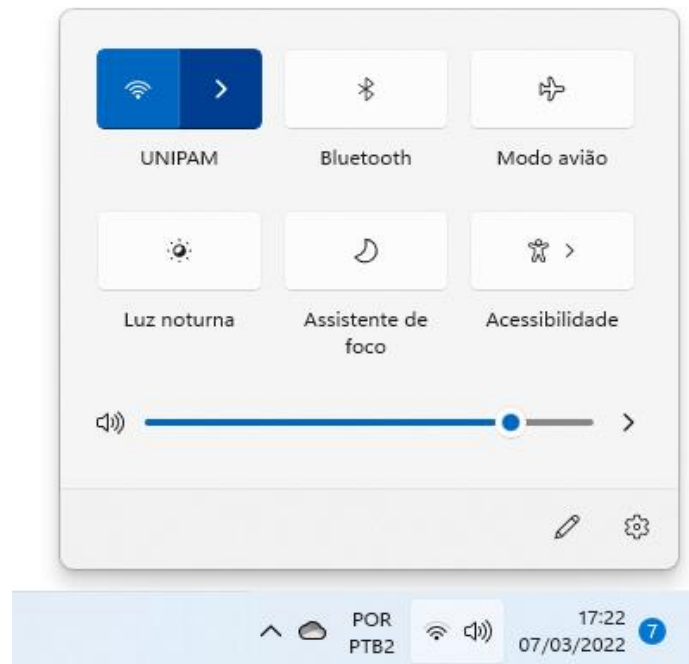 UNIPAM
Bluetooth
Modo avião
Luz noturna
Assistente de
foco
Acessibilidade
POR
PTB2
17:22
07/03/2022
7